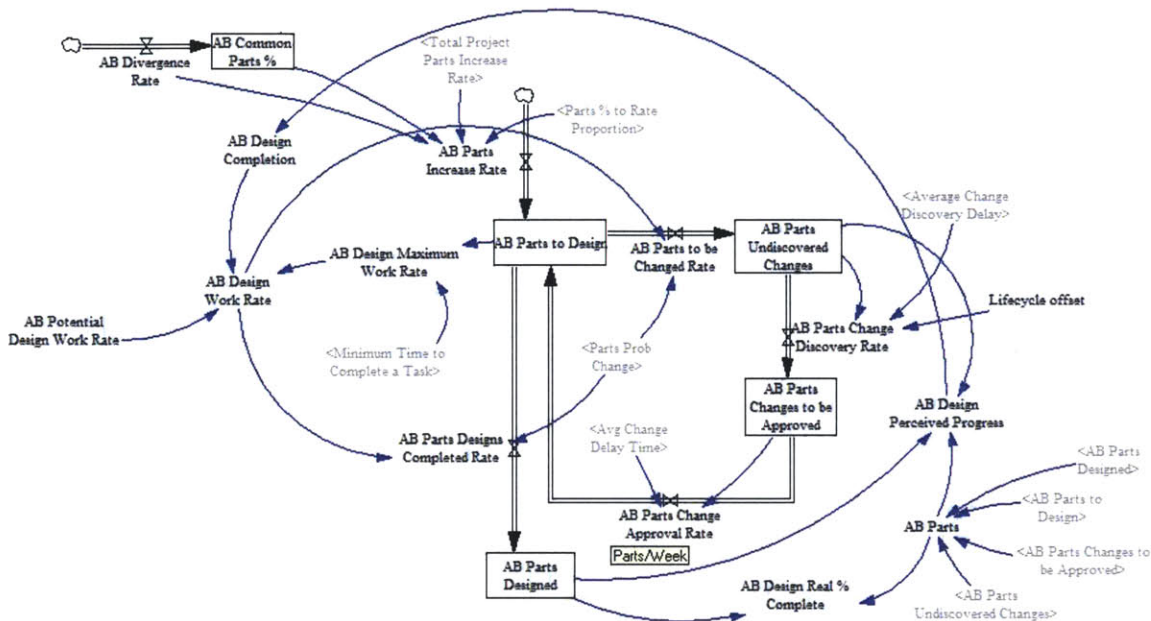 AB Common
Parts %
AB Divergence
Rate
<Total Project
Parts Increase
Rate>
<Parts % to Rate
Proportion>
AB Design
Completion
AB Parts
Increase Rate
<Average Change
Discovery Delay>
AB Parts to Design
AB Parts to be
Changed Rate
AB Parts
Undiscovered
Changes
AB Design Maximum
Work Rate
AB Design
Work Rate
Lifecycle offset
AB Potential
Design Work Rate
AB Parts Change
Discovery Rate
<Minimum Time to
Complete a Task>
<Parts Prob
Change>
AB Parts
Changes to be
Approved
AB Design
Perceived Progress
AB Parts Designs
Completed Rate
<Avg Change
Delay Time>
<AB Parts
Designed>
<AB Parts to
Design>
AB Parts Change
Approval Rate
AB Parts
Parts/Week
<AB Parts Changes to
be Approved>
AB Parts
Designed
AB Design Real %
Complete
<AB Parts
Undiscovered Changes>